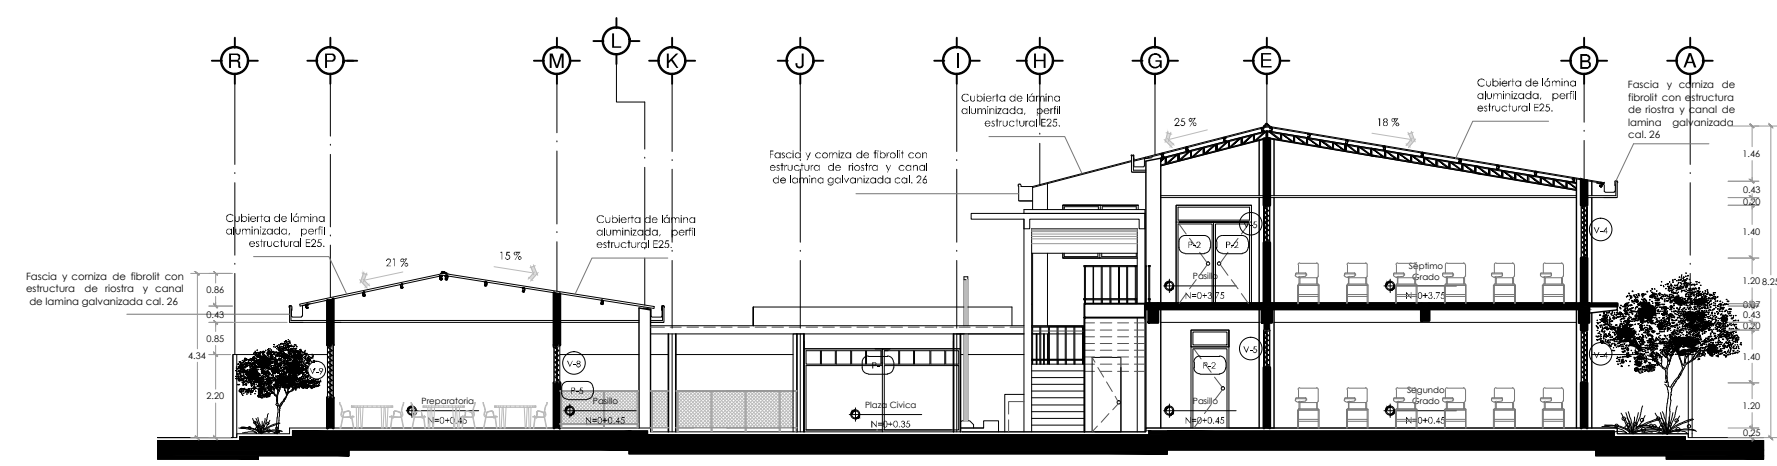 L
R
P
M
K
J
I
H
G
E
B
A
Cubierta de lámina
aluminizada, perfil
estructural E25.
Fascia y corniza de
fibrolit con estructura
de riostra y canal de
lamina galvanizada
cal. 26
Cubierta de lámina
aluminizada, perfil
estructural E25.
25 %
18 %
Fascia y corniza de fibrolit con
estructura de riostra y canal
de lamina galvanizada cal. 26
1.46
0.43
0.20
1.40
1.20
8.25
0.07
0.43
0.20
1.40
1.20
0.25
Cubierta de lámina
aluminizada, perfil
estructural E25.
Cubierta de lámina
aluminizada, perfil
estructural E25.
21 %
15 %
Fascia y corniza de fibrolit con
estructura de riostra y canal
de lamina galvanizada cal. 26
0.86
0.43
0.85
4.34
2.20
V-5
V-4
P-2
P-2
Pasillo
N=0+3.75
Séptimo
Grado
N=0+3.75
V-9
V-8
P-5
V-5
V-4
P-2
Preparatoria
N=0+0.45
Pasillo
N=0+0.45
Plaza Civica
N=0+0.35
Pasillo
N=0+0.45
Segundo
Grado
N=0+0.45